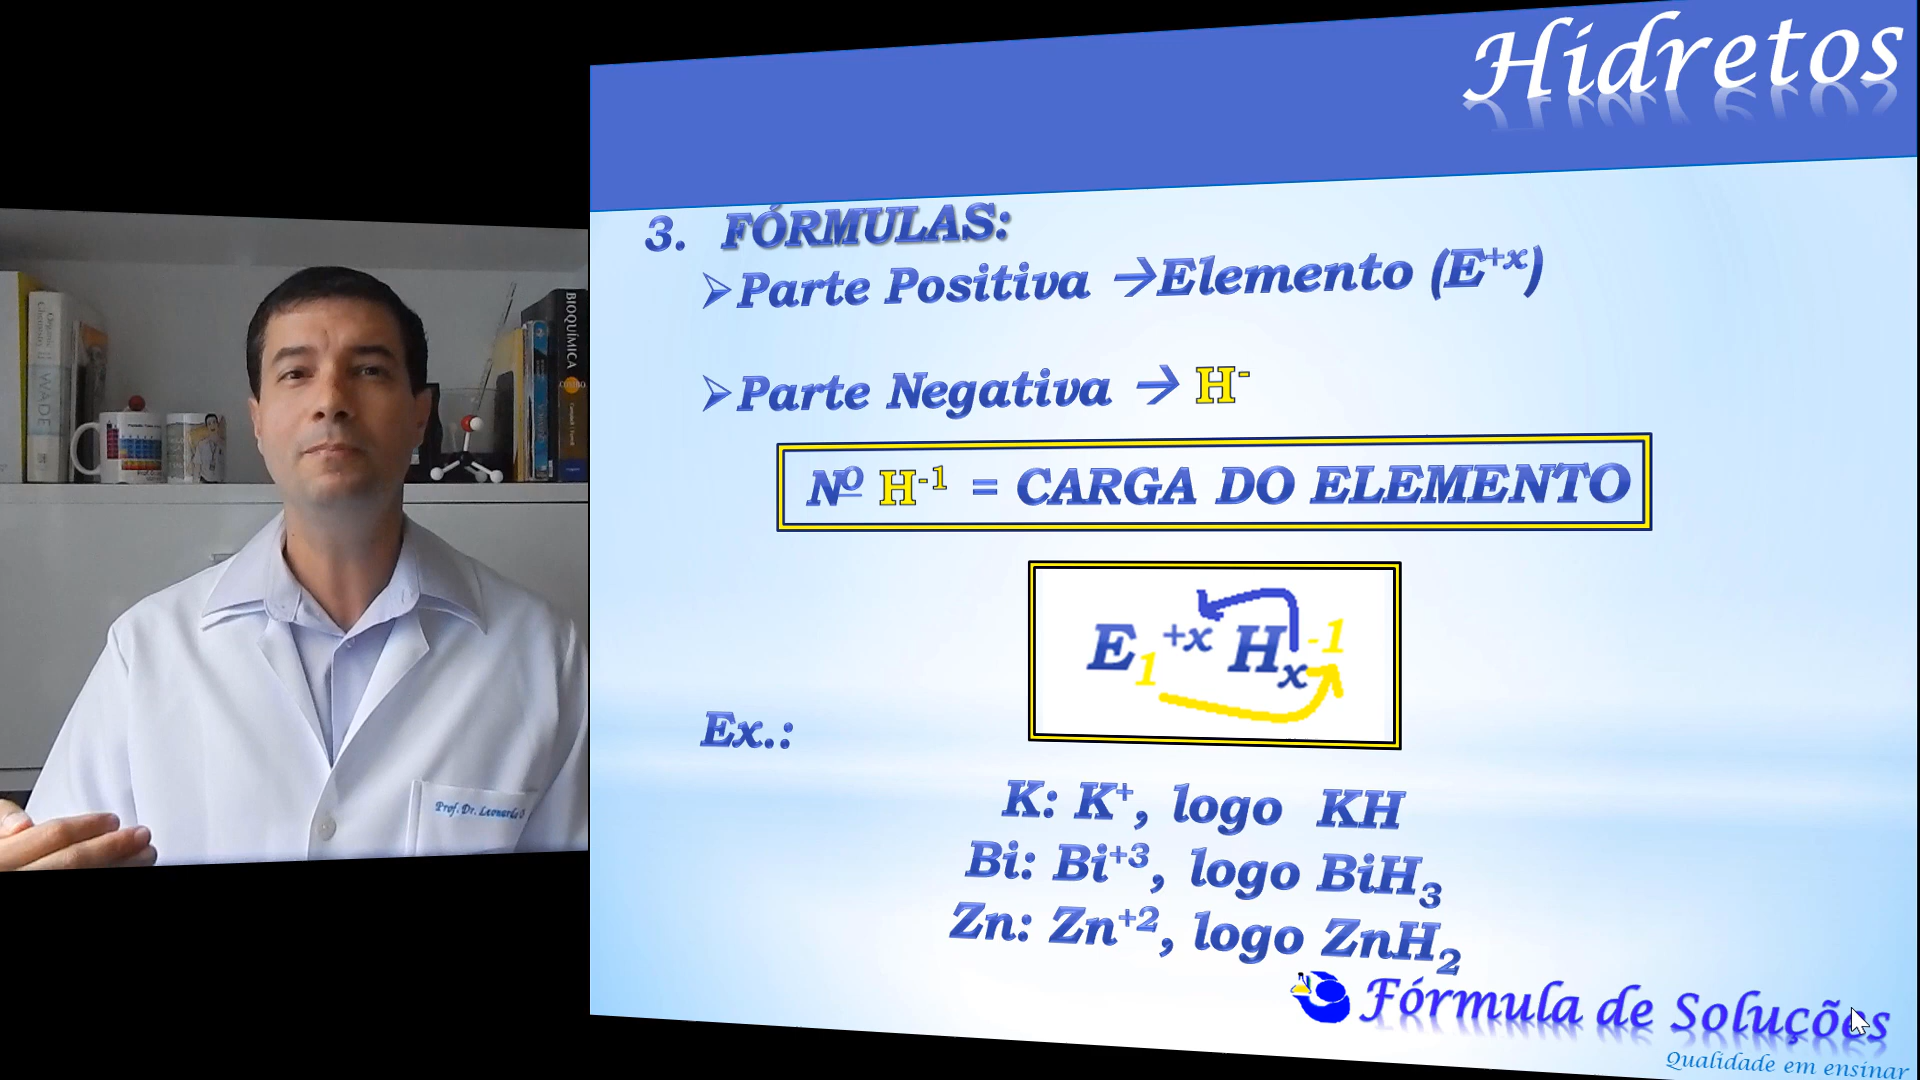 Hidretos
3. FÓRMULAS:
➢Parte Positiva →Elemento (E⁺ˣ)
➢Parte Negativa → H⁻
Nº H⁻¹ = CARGA DO ELEMENTO
E₁⁺ˣ Hₓ⁻¹
Ex.:
K: K⁺, logo KH
Bi: Bi⁺³, logo BiH₃
Zn: Zn⁺², logo ZnH₂
Fórmula de Soluções
Qualidade em ensinar
Prof. Dr. Leonardo
BIOQUÍMICA
WADE
Organic
Chemistry